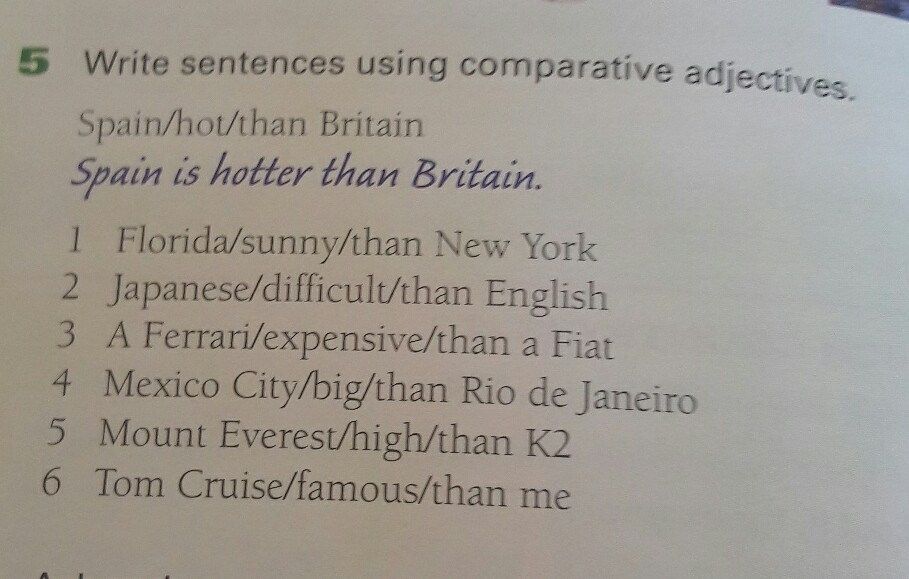 5 Write sentences using comparative adjectives.
Spain/hot/than Britain
Spain is hotter than Britain.
1 Florida/sunny/than New York
2 Japanese/difficult/than English
3 A Ferrari/expensive/than a Fiat
4 Mexico City/big/than Rio de Janeiro
5 Mount Everest/high/than K2
6 Tom Cruise/famous/than me